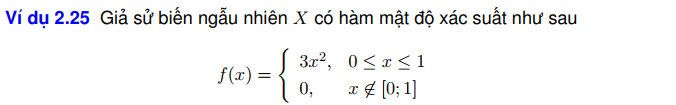 Ví dụ 2.25 Giả sử biến ngẫu nhiên X có hàm mật độ xác suất như sau
f(x) = { 3x², 0 ≤ x ≤ 1
0, x ∉ [0; 1]